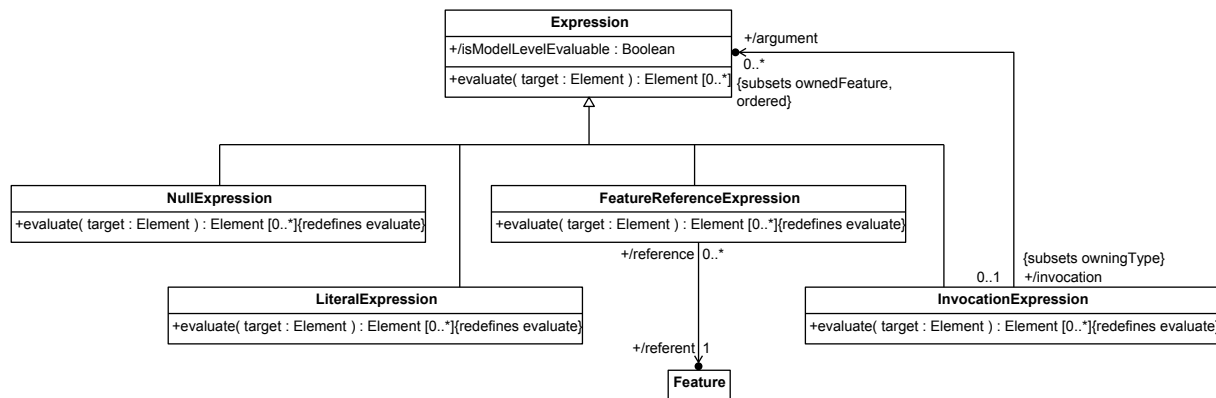 Expression
+/isModelLevelEvaluable : Boolean
+evaluate( target : Element ) : Element [0..*]
+/argument
0..*
{subsets ownedFeature,
ordered}
NullExpression
+evaluate( target : Element ) : Element [0..*]{redefines evaluate}
FeatureReferenceExpression
+evaluate( target : Element ) : Element [0..*]{redefines evaluate}
+/reference 0..*
{subsets owningType}
0..1 +/invocation
LiteralExpression
+evaluate( target : Element ) : Element [0..*]{redefines evaluate}
InvocationExpression
+evaluate( target : Element ) : Element [0..*]{redefines evaluate}
+/referent 1
Feature